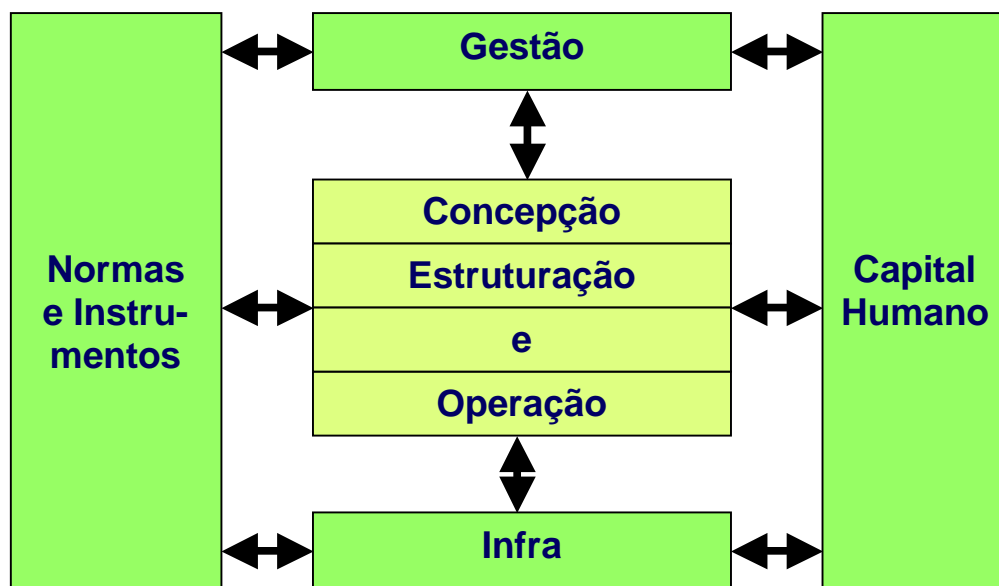 Gestão
Normas
e Instru-
mentos
Concepção
Estruturação
e
Operação
Capital
Humano
Infra